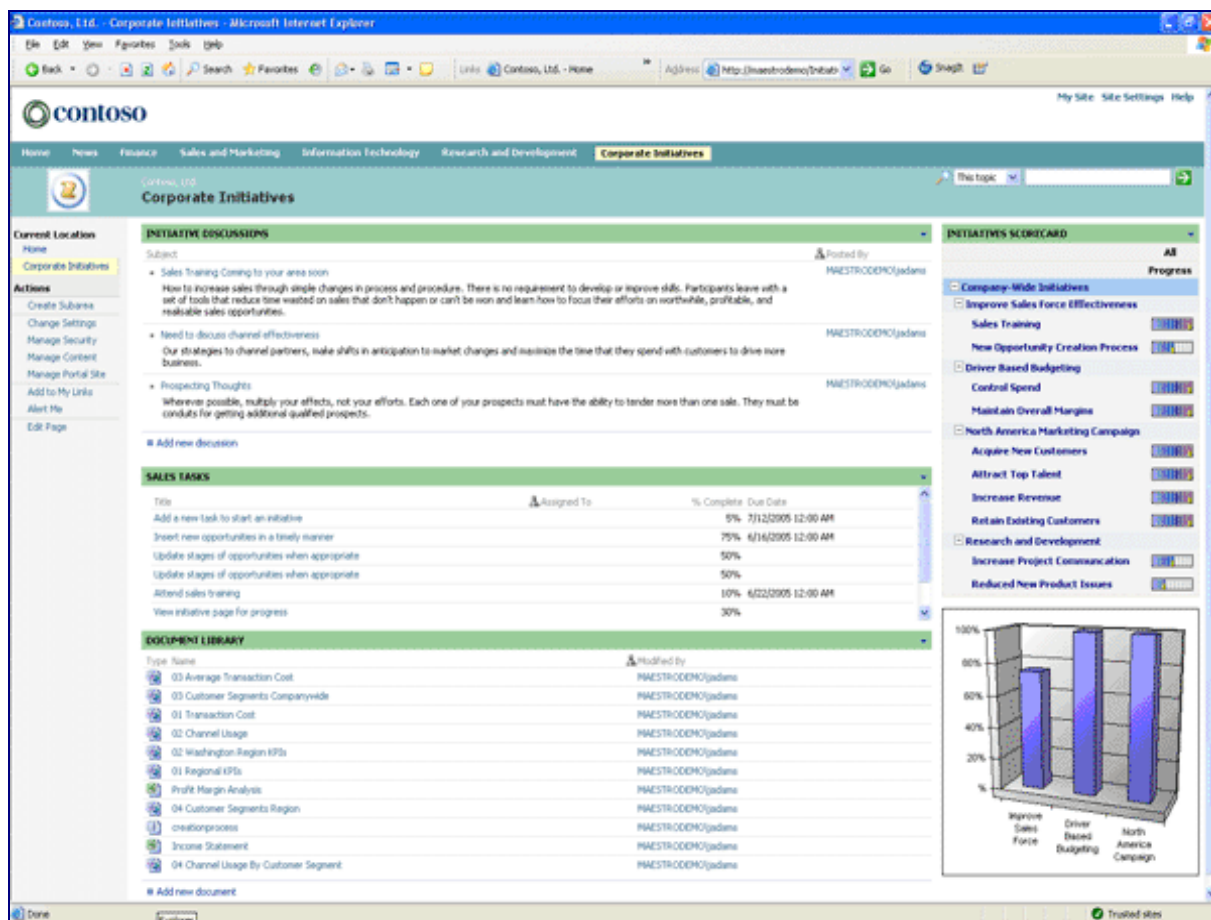 Contoso, Ltd. - Corporate Initiatives - Microsoft Internet Explorer
File Edit View Favorites Tools Help
Back Search Favorites Links Contoso, Ltd. - Home Address http://maestrodemo/Initiativ Go SnagIt
My Site Site Settings Help
contoso
Home News Finance Sales and Marketing Information Technology Research and Development Corporate Initiatives
Contoso, Ltd
Corporate Initiatives
This topic
Current Location
Home
Corporate Initiatives
Actions
Create Subarea
Change Settings
Manage Security
Manage Content
Manage Portal Site
Add to My Links
Alert Me
Edit Page
INITIATIVE DISCUSSIONS
Subject Posted By
Sales Training Coming to your area soon MAESTRODEMO\jadams
How to increase sales through simple changes in process and procedure. There is no requirement to develop or improve skills. Participants leave with a
set of tools that reduce time wasted on sales that don't happen or can't be won and learn how to focus their efforts on worthwhile, profitable, and
realisable sales opportunities.
Need to discuss channel effectiveness MAESTRODEMO\jadams
Our strategies to channel partners, make shifts in anticipation to market changes and maximize the time that they spend with customers to drive more
business.
Prospecting Thoughts MAESTRODEMO\jadams
Wherever possible, multiply your effects, not your efforts. Each one of your prospects must have the ability to tender more than one sale. They must be
conduits for getting additional qualified prospects.
Add new discussion
SALES TASKS
Title Assigned To % Complete Due Date
Add a new task to start an initiative 5% 7/12/2005 12:00 AM
Insert new opportunities in a timely manner 75% 6/16/2005 12:00 AM
Update stages of opportunities when appropriate 50%
Update stages of opportunities when appropriate 50%
Attend sales training 10% 6/22/2005 12:00 AM
View initiative page for progress 30%
DOCUMENT LIBRARY
Type Name Modified By
03 Average Transaction Cost MAESTRODEMO\jadams
03 Customer Segments Companywide MAESTRODEMO\jadams
01 Transaction Cost MAESTRODEMO\jadams
02 Channel Usage MAESTRODEMO\jadams
02 Washington Region KPIs MAESTRODEMO\jadams
01 Regional KPIs MAESTRODEMO\jadams
Profit Margin Analysis MAESTRODEMO\jadams
04 Customer Segments Region MAESTRODEMO\jadams
creationprocess MAESTRODEMO\jadams
Income Statement MAESTRODEMO\jadams
04 Channel Usage By Customer Segment MAESTRODEMO\jadams
Add new document
INITIATIVES SCORECARD
All
Progress
Company-Wide Initiatives
Improve Sales Force Efffectiveness
Sales Training
New Opportunity Creation Process
Driver Based Budgeting
Control Spend
Maintain Overall Margins
North America Marketing Campaign
Acquire New Customers
Attract Top Talent
Increase Revenue
Retain Existing Customers
Research and Development
Increase Project Communcation
Reduced New Product Issues
100%
80%
60%
40%
20%
%
Improve
Sales
Force
Driver
Based
Budgeting
North
America
Campaign
Done
Trusted sites